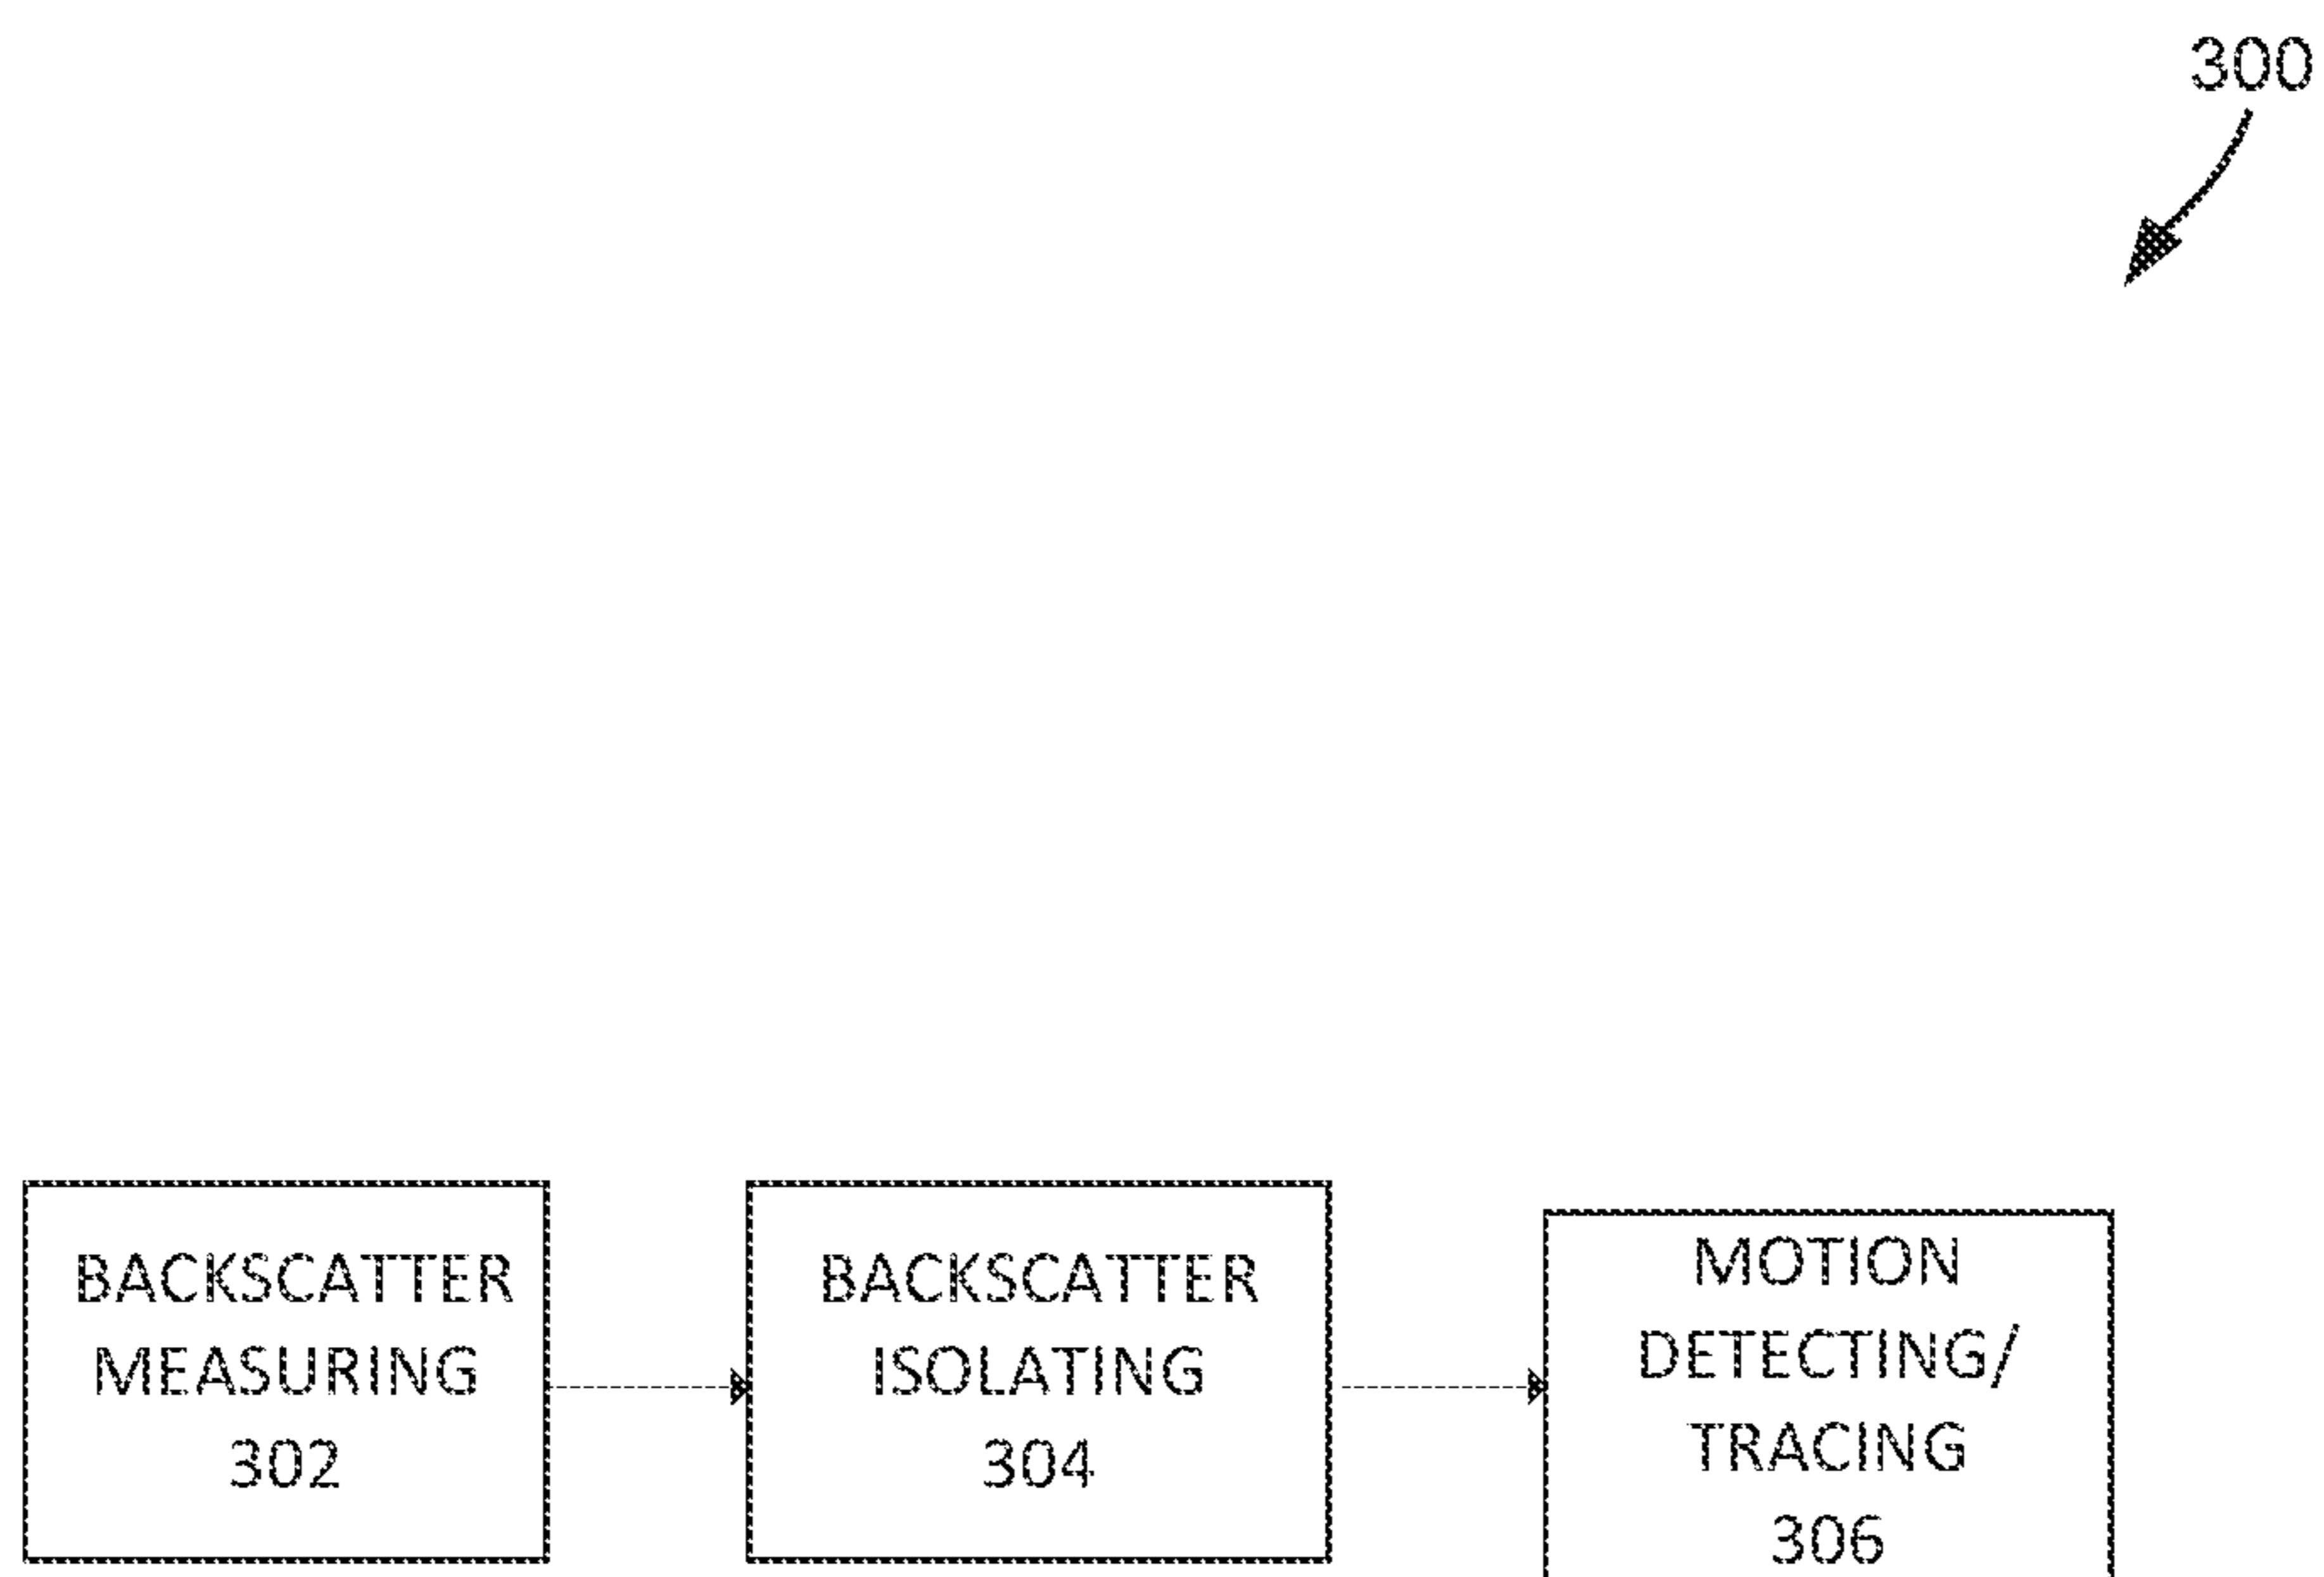 300
BACKSCATTER
MEASURING
302
BACKSCATTER
ISOLATING
304
MOTION
DETECTING/
TRACING
306